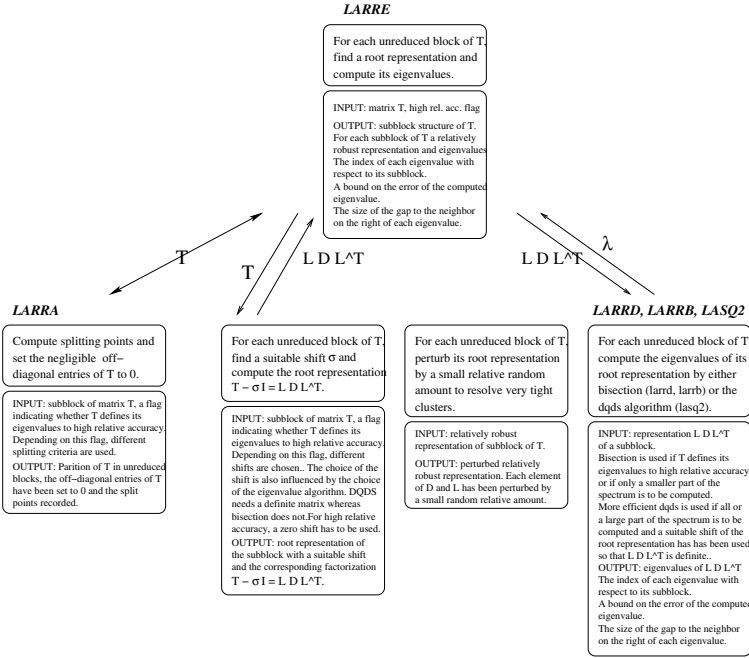 LARRE
For each unreduced block of T,
find a root representation and
compute its eigenvalues.
INPUT: matrix T, high rel. acc. flag
OUTPUT: subblock structure of T.
For each subblock of T a relatively
robust representation and eigenvalues
The index of each eigenvalue with
respect to its subblock.
A bound on the error of the computed
eigenvalue.
The size of the gap to the neighbor
on the right of each eigenvalue.
T
T
L D L^T
L D L^T
λ
LARRA
Compute splitting points and
set the negligible off−
diagonal entries of T to 0.
INPUT: subblock of matrix T, a flag
indicating whether T defines its
eigenvalues to high relative accuracy.
Depending on this flag, different
splitting criteria are used.
OUTPUT: Parition of T in unreduced
blocks, the off−diagonal entries of T
have been set to 0 and the split
points recorded.
For each unreduced block of T,
find a suitable shift σ and
compute the root representation
T − σ I = L D L^T.
INPUT: subblock of matrix T, a flag
indicating whether T defines its
eigenvalues to high relative accuracy.
Depending on this flag, different
shifts are chosen.. The choice of the
shift is also influenced by the choice
of the eigenvalue algorithm. DQDS
needs a definite matrix whereas
bisection does not.For high relative
accuracy, a zero shift has to be used.
OUTPUT: root representation of
the subblock with a suitable shift
and the corresponding factorization
T − σ I = L D L^T.
For each unreduced block of T,
perturb its root representation
by a small relative random
amount to resolve very tight
clusters.
INPUT: relatively robust
representation of subblock of T.
OUTPUT: perturbed relatively
robust representation. Each element
of D and L has been perturbed by
a small random relative amount.
LARRD, LARRB, LASQ2
For each unreduced block of T
compute the eigenvalues of its
root representation by either
bisection (larrd, larrb) or the
dqds algorithm (lasq2).
INPUT: representation L D L^T
of a subblock.
Bisection is used if T defines its
eigenvalues to high relative accuracy
or if only a smaller part of the
spectrum is to be computed.
More efficient dqds is used if all or
a large part of the spectrum is to be
computed and a suitable shift of the
root representation has has been used
so that L D L^T is definite..
OUTPUT: eigenvalues of L D L^T
The index of each eigenvalue with
respect to its subblock.
A bound on the error of the computed
eigenvalue.
The size of the gap to the neighbor
on the right of each eigenvalue.